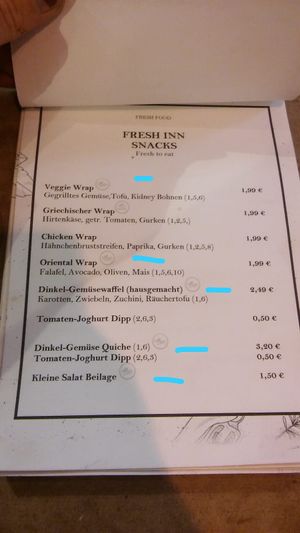 FRESH FOOD
FRESH INN
SNACKS
Fresh to eat
Veggie Wrap 1,99 €
Gegrilltes Gemüse,Tofu, Kidney Bohnen (1,5,6)
Griechischer Wrap 1,99 €
Hirtenkäse, getr. Tomaten, Gurken (1,2,5,)
Chicken Wrap 1,99 €
Hähnchenbruststreifen, Paprika, Gurken (1,2,5,8)
Oriental Wrap 1,99 €
Falafel, Avocado, Oliven, Mais (1,5,6,10)
Dinkel-Gemüsewaffel (hausgemacht) 2,49 €
Karotten, Zwiebeln, Zuchini, Räuchertofu (1,6)
Tomaten-Joghurt Dipp (2,6,3) 0,50 €
Dinkel-Gemüse Quiche (1,6) 3,20 €
Tomaten-Joghurt Dipp (2,6,3) 0,50 €
Kleine Salat Beilage 1,50 €